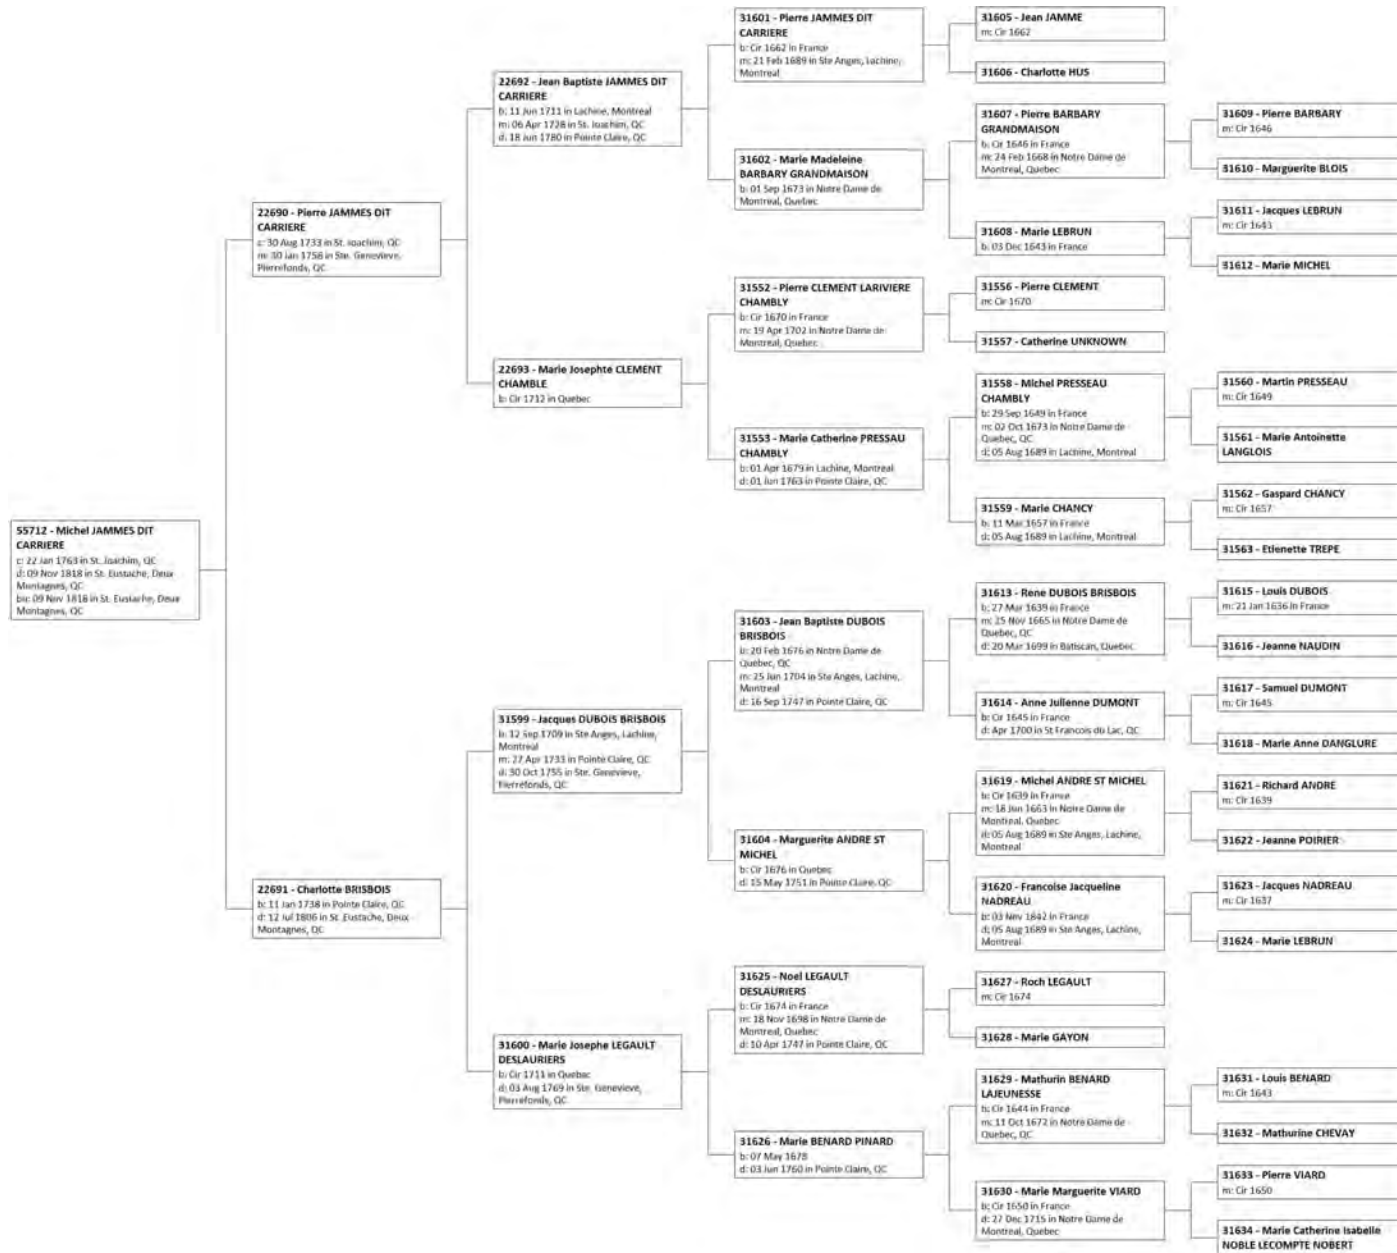 55712 - Michel JAMMES DIT
CARRIERE
c: 22 Jan 1763 in St. Joachim, QC
d: 09 Nov 1818 in St. Eustache, Deux
Montagnes, QC
bu: 09 Nov 1818 in St. Eustache, Deux
Montagnes, QC
22690 - Pierre JAMMES DIT
CARRIERE
c: 30 Aug 1733 in St. Joachim, QC
m: 30 Jan 1758 in Ste. Genevieve,
Pierrefonds, QC
22691 - Charlotte BRISBOIS
b: 11 Jan 1738 in Pointe Claire, QC
d: 12 Jul 1806 in St. Eustache, Deux
Montagnes, QC
22692 - Jean Baptiste JAMMES DIT
CARRIERE
b: 11 Jun 1711 in Lachine, Montreal
m: 06 Apr 1728 in St. Joachim, QC
d: 18 Jun 1780 in Pointe Claire, QC
22693 - Marie Josephte CLEMENT
CHAMBLE
b: Cir 1712 in Quebec
31599 - Jacques DUBOIS BRISBOIS
b: 12 Sep 1709 in Ste Anges, Lachine,
Montreal
m: 27 Apr 1733 in Pointe Claire, QC
d: 30 Oct 1755 in Ste. Genevieve,
Pierrefonds, QC
31600 - Marie Josephe LEGAULT
DESLAURIERS
b: Cir 1711 in Quebec
d: 03 Aug 1769 in Ste. Genevieve,
Pierrefonds, QC
31601 - Pierre JAMMES DIT
CARRIERE
b: Cir 1662 in France
m: 21 Feb 1689 in Ste Anges, Lachine,
Montreal
31602 - Marie Madeleine
BARBARY GRANDMAISON
b: 01 Sep 1673 in Notre Dame de
Montreal, Quebec
31552 - Pierre CLEMENT LARIVIERE
CHAMBLY
b: Cir 1670 in France
m: 19 Apr 1702 in Notre Dame de
Montreal, Quebec
31553 - Marie Catherine PRESSAU
CHAMBLY
b: 01 Apr 1679 in Lachine, Montreal
d: 01 Jun 1763 in Pointe Claire, QC
31603 - Jean Baptiste DUBOIS
BRISBOIS
b: 20 Feb 1676 in Notre Dame de
Quebec, QC
m: 25 Jun 1704 in Ste Anges, Lachine,
Montreal
d: 16 Sep 1747 in Pointe Claire, QC
31604 - Marguerite ANDRE ST
MICHEL
b: Cir 1676 in Quebec
d: 15 May 1751 in Pointe Claire, QC
31625 - Noel LEGAULT
DESLAURIERS
b: Cir 1674 in France
m: 18 Nov 1698 in Notre Dame de
Montreal, Quebec
d: 10 Apr 1747 in Pointe Claire, QC
31626 - Marie BENARD PINARD
b: 07 May 1678
d: 03 Jun 1760 in Pointe Claire, QC
31605 - Jean JAMME
m: Cir 1662
31606 - Charlotte HUS
31607 - Pierre BARBARY
GRANDMAISON
b: Cir 1646 in France
m: 24 Feb 1668 in Notre Dame de
Montreal, Quebec
31608 - Marie LEBRUN
b: 03 Dec 1643 in France
31556 - Pierre CLEMENT
m: Cir 1670
31557 - Catherine UNKNOWN
31558 - Michel PRESSEAU
CHAMBLY
b: 29 Sep 1649 in France
m: 02 Oct 1673 in Notre Dame de
Quebec, QC
d: 05 Aug 1689 in Lachine, Montreal
31559 - Marie CHANCY
b: 11 Mar 1657 in France
d: 05 Aug 1689 in Lachine, Montreal
31613 - Rene DUBOIS BRISBOIS
b: 27 Mar 1639 in France
m: 25 Nov 1665 in Notre Dame de
Quebec, QC
d: 20 Mar 1699 in Batiscan, Quebec
31614 - Anne Julienne DUMONT
b: Cir 1645 in France
d: Apr 1700 in St Francois du Lac, QC
31619 - Michel ANDRE ST MICHEL
b: Cir 1639 in France
m: 18 Jun 1663 in Notre Dame de
Montreal, Quebec
d: 05 Aug 1689 in Ste Anges, Lachine,
Montreal
31620 - Francoise Jacqueline
NADREAU
b: 03 Nov 1842 in France
d: 05 Aug 1689 in Ste Anges, Lachine,
Montreal
31627 - Roch LEGAULT
m: Cir 1674
31628 - Marie GAYON
31629 - Mathurin BENARD
LAJEUNESSE
b: Cir 1644 in France
m: 11 Oct 1672 in Notre Dame de
Quebec, QC
31630 - Marie Marguerite VIARD
b: Cir 1650 in France
d: 27 Dec 1715 in Notre Dame de
Montreal, Quebec
31609 - Pierre BARBARY
m: Cir 1646
31610 - Marguerite BLOIS
31611 - Jacques LEBRUN
m: Cir 1643
31612 - Marie MICHEL
31560 - Martin PRESSEAU
m: Cir 1649
31561 - Marie Antoinette
LANGLOIS
31562 - Gaspard CHANCY
m: Cir 1657
31563 - Etienette TREPE
31615 - Louis DUBOIS
m: 21 Jan 1636 in France
31616 - Jeanne NAUDIN
31617 - Samuel DUMONT
m: Cir 1645
31618 - Marie Anne DANGLURE
31621 - Richard ANDRE
m: Cir 1639
31622 - Jeanne POIRIER
31623 - Jacques NADREAU
m: Cir 1637
31624 - Marie LEBRUN
31631 - Louis BENARD
m: Cir 1643
31632 - Mathurine CHEVAY
31633 - Pierre VIARD
m: Cir 1650
31634 - Marie Catherine Isabelle
NOBLE LECOMPTE NOBERT